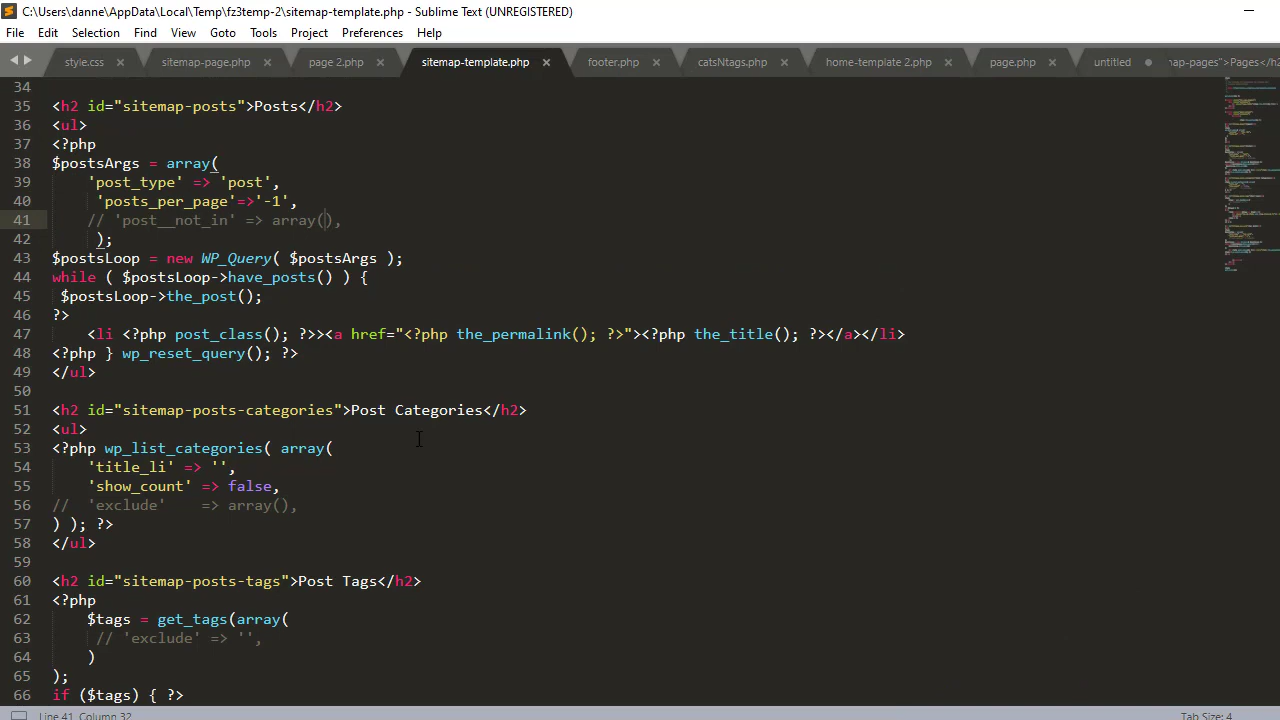 C:\Users\danne\AppData\Local\Temp\fz3temp-2\sitemap-template.php - Sublime Text (UNREGISTERED)
File Edit Selection Find View Goto Tools Project Preferences Help
style.css sitemap-page.php page 2.php sitemap-template.php footer.php catsNtags.php home-template 2.php page.php untitled map-pages">Pages</h2
34
35 <h2 id="sitemap-posts">Posts</h2>
36 <ul>
37 <?php
38 $postsArgs = array(
39 'post_type' => 'post',
40 'posts_per_page'=>'-1',
41 // 'post__not_in' => array(),
42 );
43 $postsLoop = new WP_Query( $postsArgs );
44 while ( $postsLoop->have_posts() ) {
45 $postsLoop->the_post();
46 ?>
47 <li <?php post_class(); ?>><a href="<?php the_permalink(); ?>"><?php the_title(); ?></a></li>
48 <?php } wp_reset_query(); ?>
49 </ul>
50
51 <h2 id="sitemap-posts-categories">Post Categories</h2>
52 <ul>
53 <?php wp_list_categories( array(
54 'title_li' => '',
55 'show_count' => false,
56 // 'exclude' => array(),
57 ) ); ?>
58 </ul>
59
60 <h2 id="sitemap-posts-tags">Post Tags</h2>
61 <?php
62 $tags = get_tags(array(
63 // 'exclude' => '',
64 )
65 );
66 if ($tags) { ?>
Line 41, Column 32 Tab Size: 4